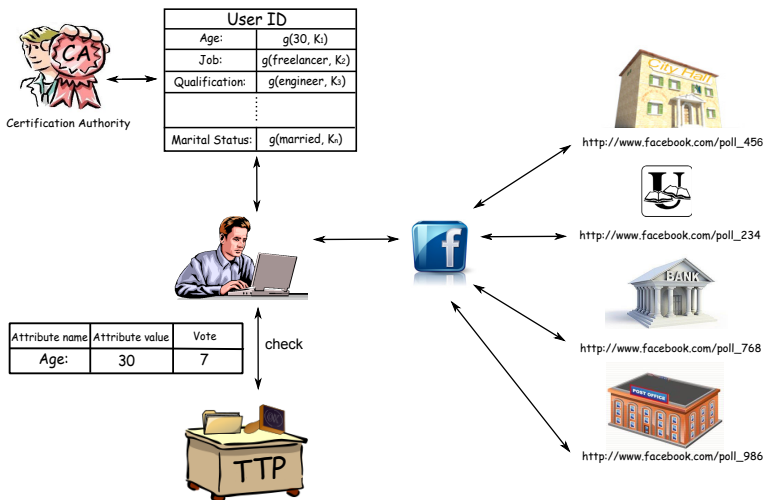 User ID
Age: g(30, K₁)
Job: g(freelancer, K₂)
Qualification: g(engineer, K₃)
Marital Status: g(married, Kₙ)
CA
Certification Authority
City Hall
http://www.facebook.com/poll_456
U
http://www.facebook.com/poll_234
f
BANK
http://www.facebook.com/poll_768
Attribute name Attribute value Vote
Age: 30 7
check
POST OFFICE
http://www.facebook.com/poll_986
TTP